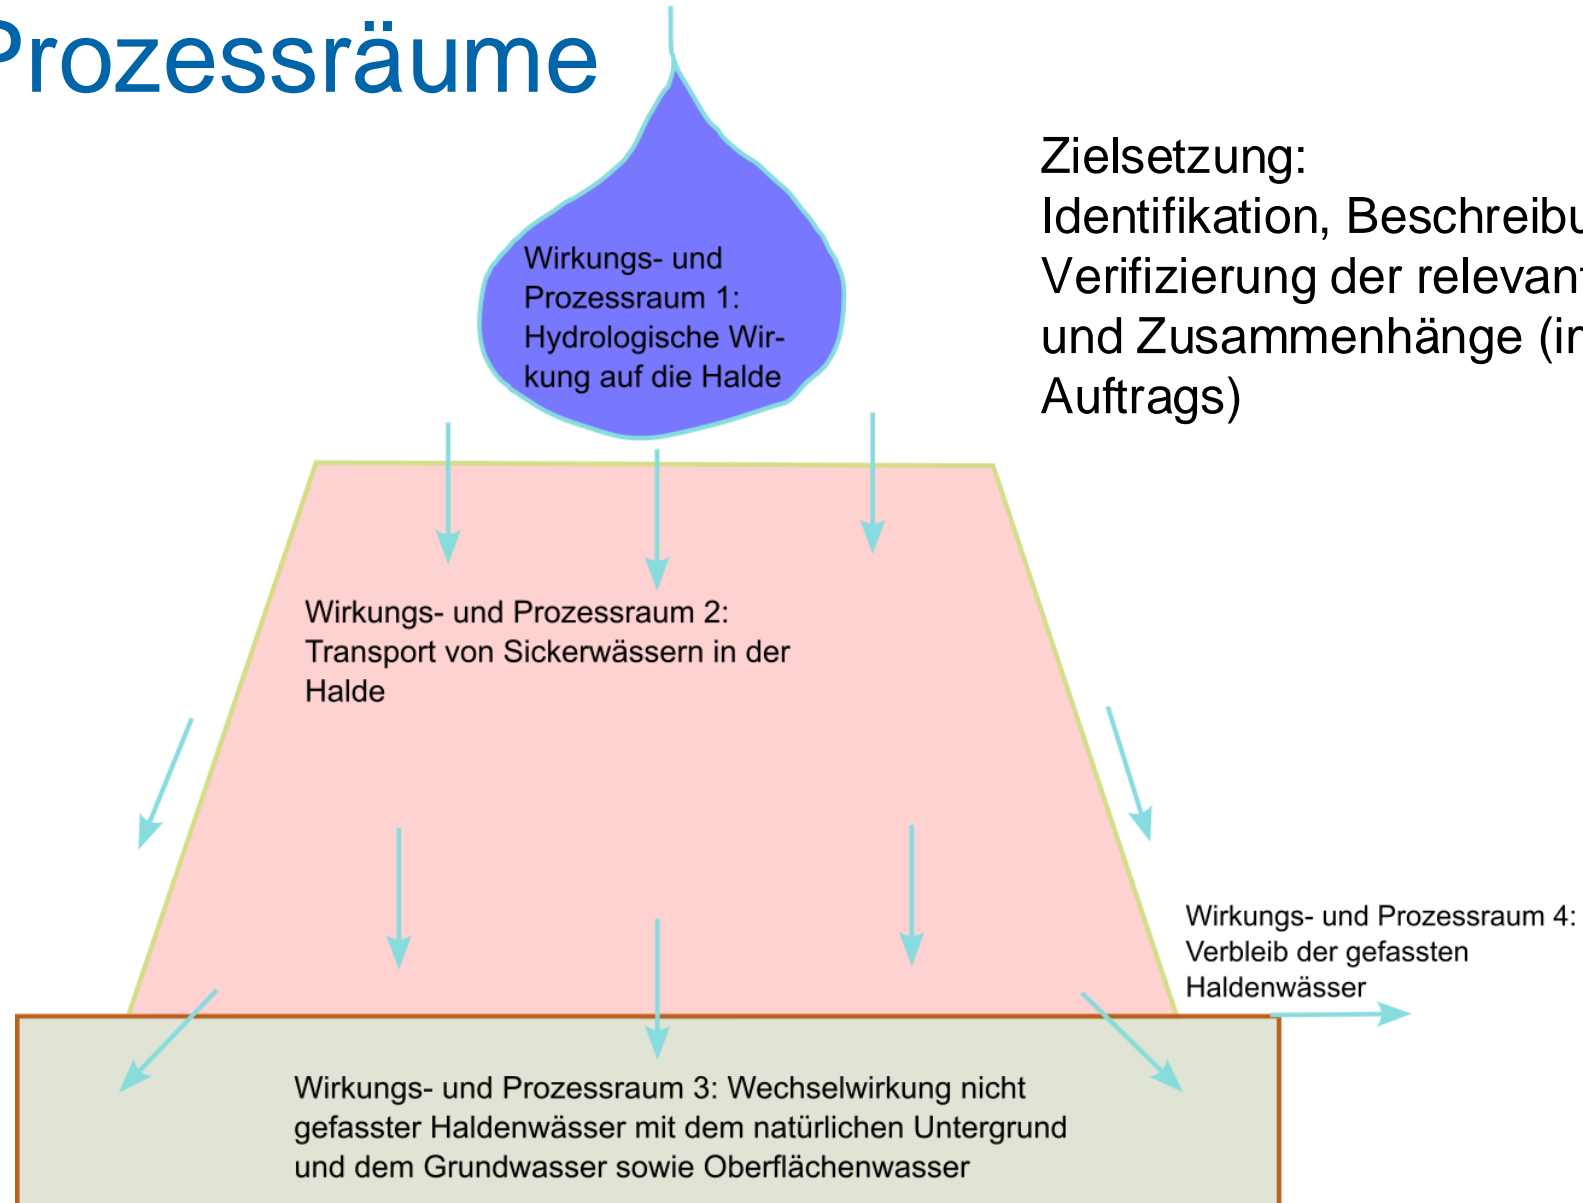 Prozessräume
Zielsetzung:
Identifikation, Beschreibu
Verifizierung der relevant
und Zusammenhänge (im
Auftrags)
Wirkungs- und
Prozessraum 1:
Hydrologische Wir-
kung auf die Halde
Wirkungs- und Prozessraum 2:
Transport von Sickerwässern in der
Halde
Wirkungs- und Prozessraum 4:
Verbleib der gefassten
Haldenwässer
Wirkungs- und Prozessraum 3: Wechselwirkung nicht
gefasster Haldenwässer mit dem natürlichen Untergrund
und dem Grundwasser sowie Oberflächenwasser